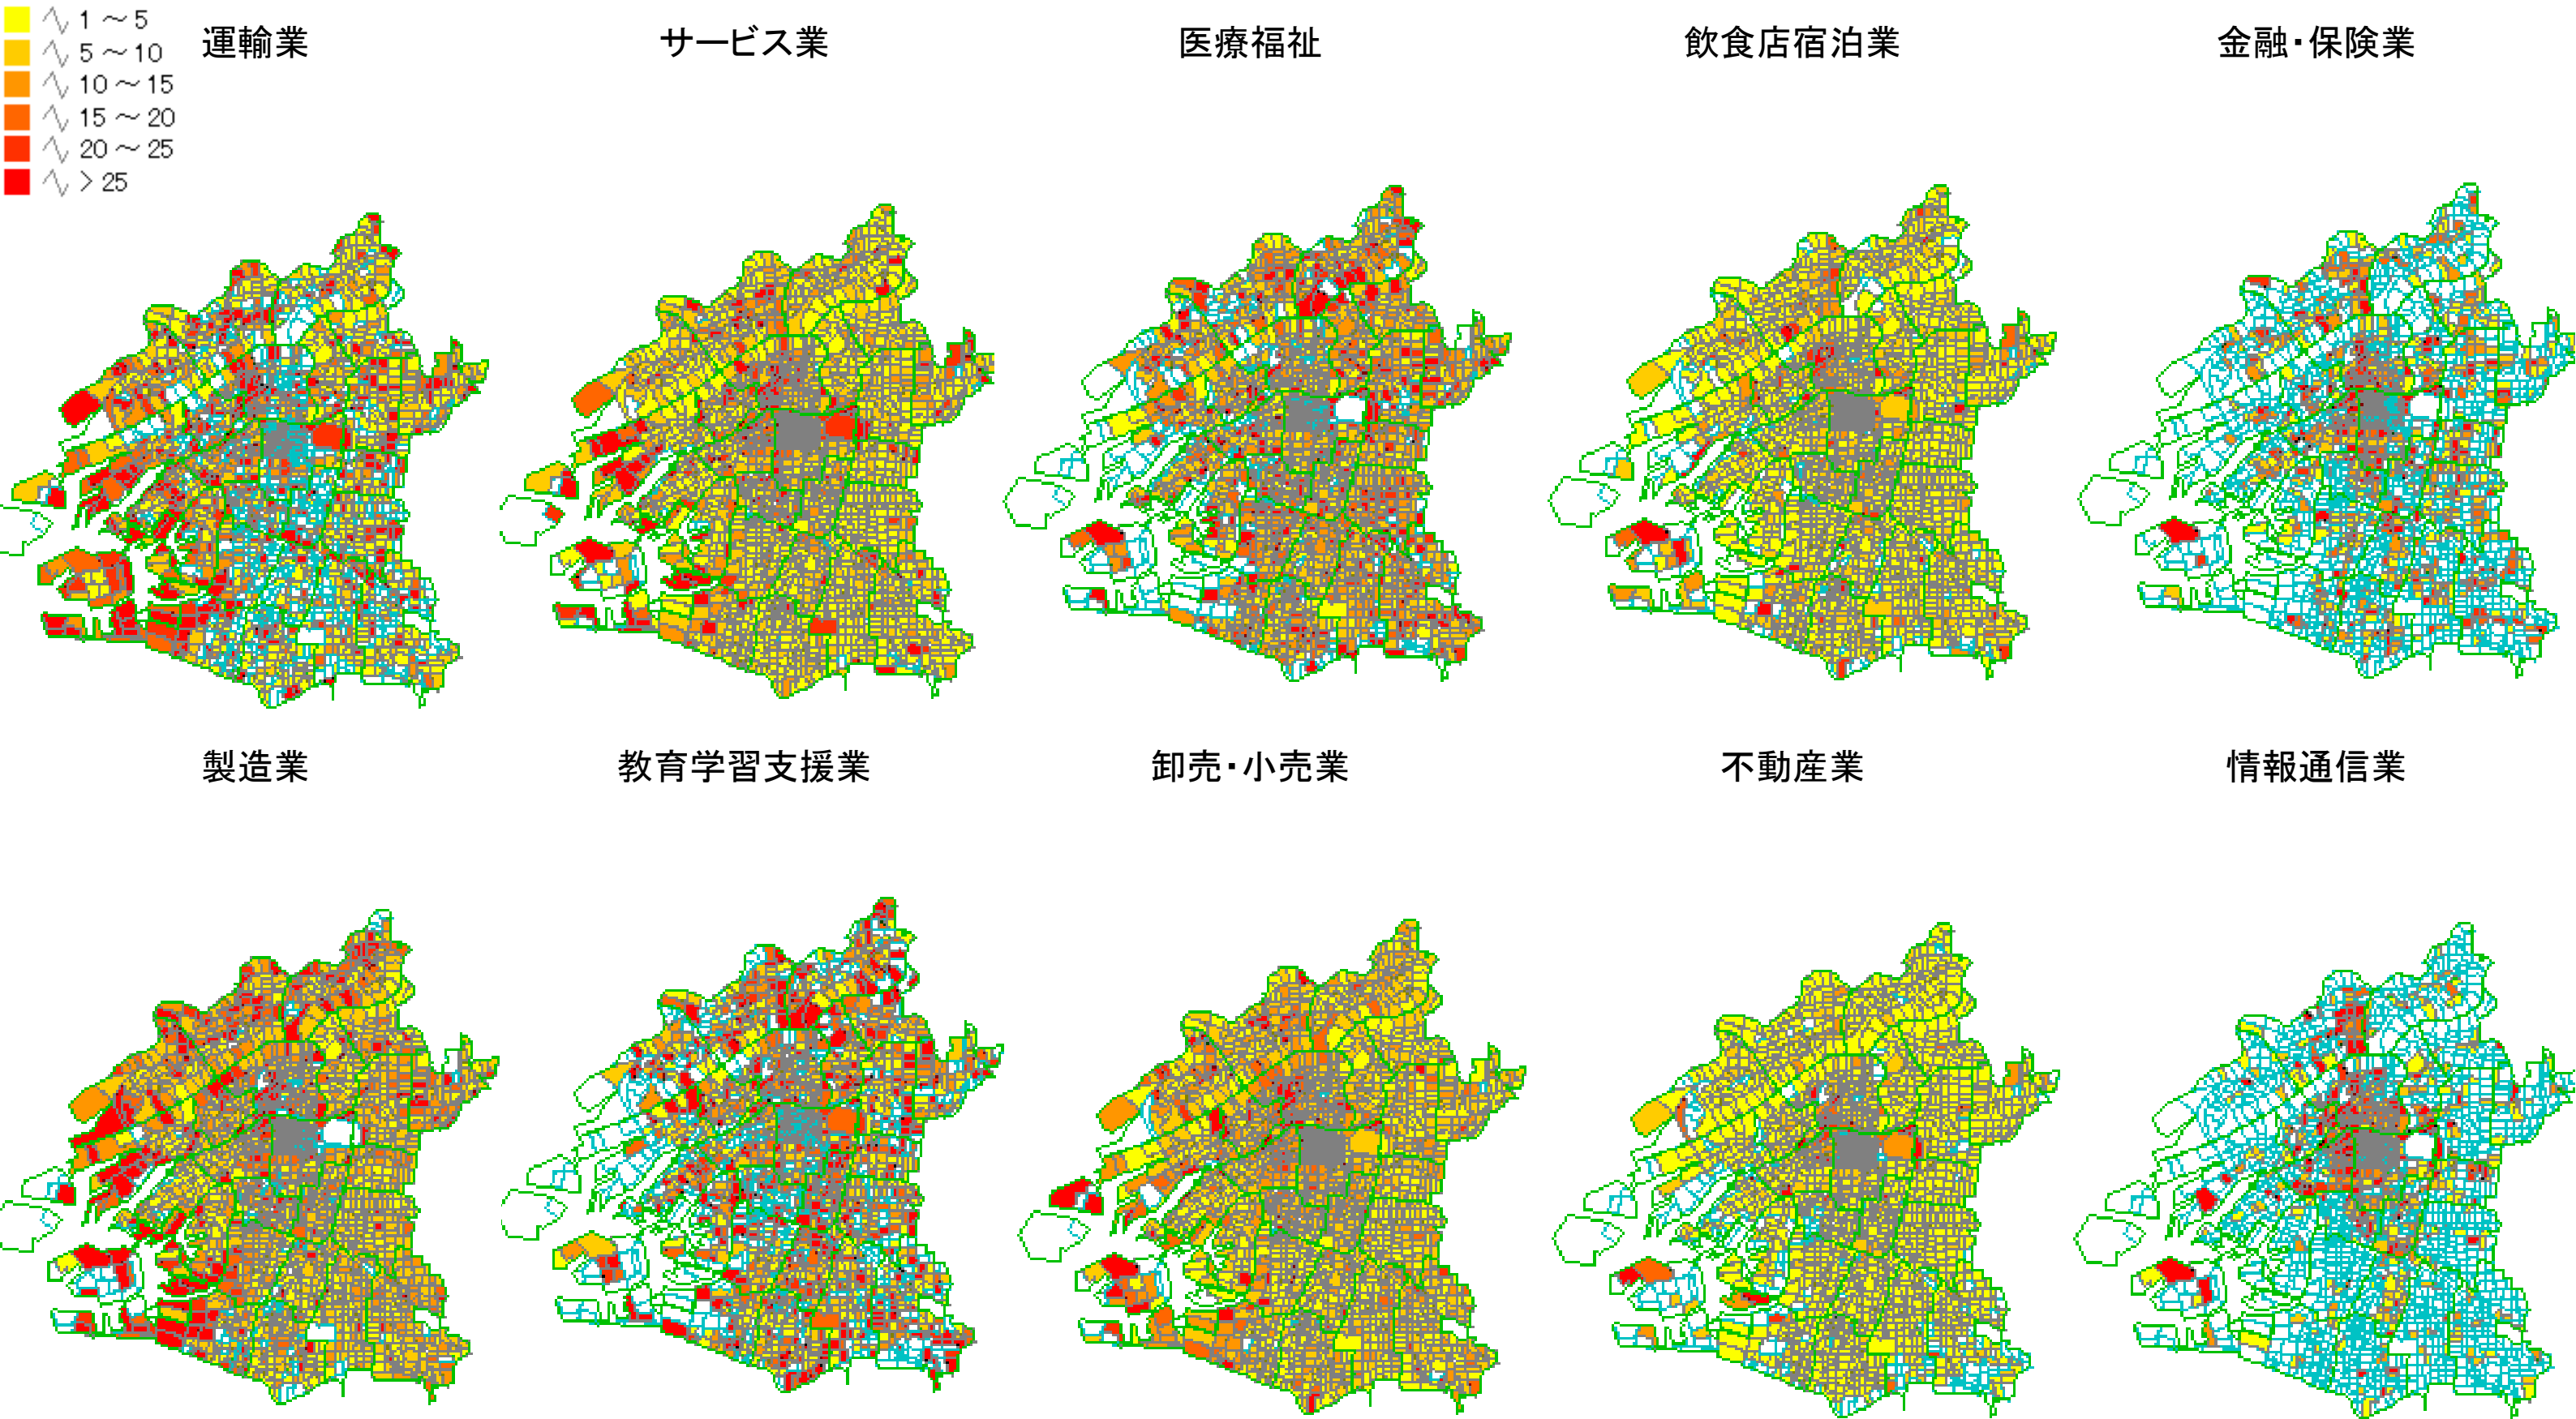 1 ～ 5
5 ～ 10
10 ～ 15
15 ～ 20
20 ～ 25
> 25
運輸業
サービス業
医療福祉
飲食店宿泊業
金融・保険業
製造業
教育学習支援業
卸売・小売業
不動産業
情報通信業